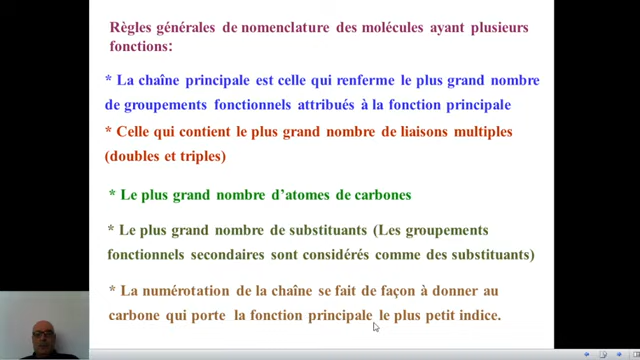 Règles générales de nomenclature des molécules ayant plusieurs
fonctions:
* La chaîne principale est celle qui renferme le plus grand nombre
de groupements fonctionnels attribués à la fonction principale
* Celle qui contient le plus grand nombre de liaisons multiples
(doubles et triples)
* Le plus grand nombre d'atomes de carbones
* Le plus grand nombre de substituants (Les groupements
fonctionnels secondaires sont considérés comme des substituants)
* La numérotation de la chaîne se fait de façon à donner au
carbone qui porte la fonction principale le plus petit indice.